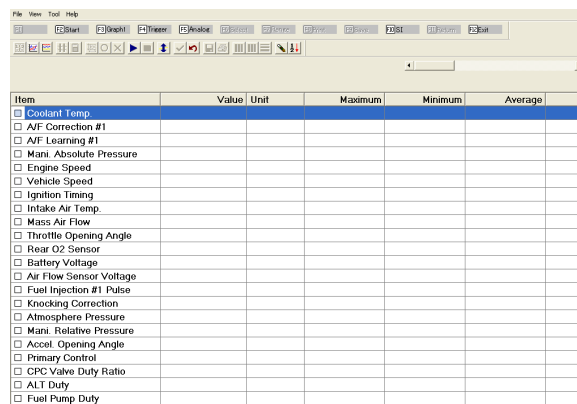 File View Tool Help
F1 F2 Start F3 Graph1 F4 Trigger F5 Analog F10 SI F12 Exit
Item Value Unit Maximum Minimum Average
Coolant Temp.
A/F Correction #1
A/F Learning #1
Mani. Absolute Pressure
Engine Speed
Vehicle Speed
Ignition Timing
Intake Air Temp.
Mass Air Flow
Throttle Opening Angle
Rear O2 Sensor
Battery Voltage
Air Flow Sensor Voltage
Fuel Injection #1 Pulse
Knocking Correction
Atmosphere Pressure
Mani. Relative Pressure
Accel. Opening Angle
Primary Control
CPC Valve Duty Ratio
ALT Duty
Fuel Pump Duty